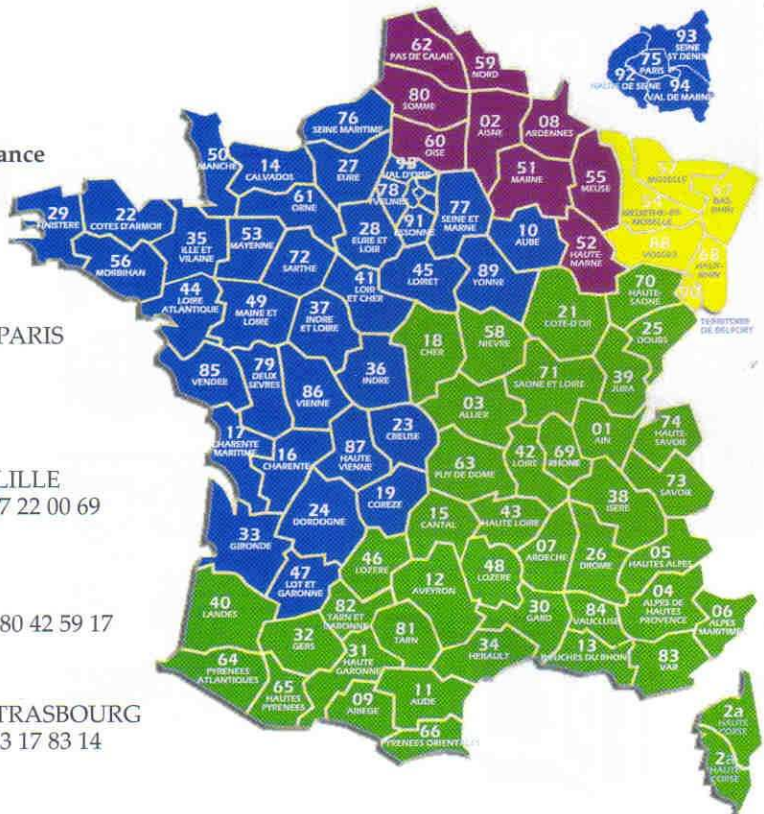 ance
PARIS
LILLE
7 22 00 69
80 42 59 17
TRASBOURG
3 17 83 14
62
PAS DE CALAIS
59
NORD
80
SOMME
02
AISNE
08
ARDENNES
60
OISE
51
MARNE
55
MEUSE
52
HAUTE
MARNE
93
SEINE
ST DENIS
75
PARIS
92
HAUTS DE SEINE
94
VAL DE MARNE
76
SEINE MARITIME
50
MANCHE
14
CALVADOS
27
EURE
95
VAL D'OISE
78
YVELINES
91
ESSONNE
77
SEINE ET
MARNE
61
ORNE
28
EURE ET
LOIR
10
AUBE
29
FINISTERE
22
COTES D'ARMOR
56
MORBIHAN
35
ILLE ET
VILAINE
53
MAYENNE
72
SARTHE
41
LOIR
ET CHER
45
LOIRET
89
YONNE
44
LOIRE
ATLANTIQUE
49
MAINE ET
LOIRE
37
INDRE
ET LOIRE
85
VENDEE
79
DEUX
SEVRES
86
VIENNE
36
INDRE
17
CHARENTE
MARITIME
16
CHARENTE
87
HAUTE
VIENNE
23
CREUSE
19
COREZE
24
DORDOGNE
33
GIRONDE
47
LOT ET
GARONNE
57
MOSELLE
54
MEURTHE-ET-
MOSELLE
67
BAS
RHIN
88
VOSGES
68
HAUT-
RHIN
90
TERRITOIRE
DE BELFORT
70
HAUTE-
SAONE
21
COTE-D'OR
25
DOUBS
18
CHER
58
NIEVRE
71
SAONE ET LOIRE
39
JURA
03
ALLIER
01
AIN
74
HAUTE-
SAVOIE
63
PUY DE DOME
42
LOIRE
69
RHONE
73
SAVOIE
38
ISERE
15
CANTAL
43
HAUTE LOIRE
07
ARDECHE
26
DROME
05
HAUTES ALPES
46
LOZERE
12
AVEYRON
48
LOZERE
04
ALPES DE
HAUTES
PROVENCE
06
ALPES
MARITIME
40
LANDES
82
TARN ET
GARONNE
81
TARN
30
GARD
84
VAUCLUSE
32
GERS
31
HAUTE
GARONNE
34
HERAULT
13
BOUCHES DU RHON
83
VAR
64
PYRENEES
ATLANTIQUES
65
HAUTES
PYRENEES
09
ARIEGE
11
AUDE
66
PYRENEES ORIENTALES
2a
HAUTE
CORSE
2a
HAUTE
CORSE